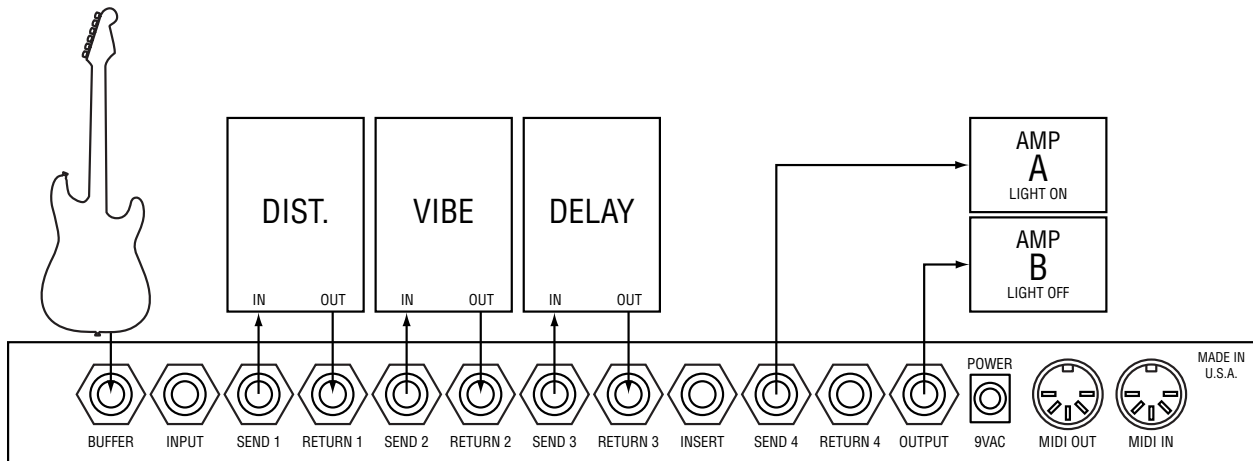 AMP
A
LIGHT ON
DIST.
VIBE
DELAY
AMP
B
LIGHT OFF
IN OUT
IN OUT
IN OUT
MADE IN
U.S.A.
POWER
BUFFER INPUT SEND 1 RETURN 1 SEND 2 RETURN 2 SEND 3 RETURN 3 INSERT SEND 4 RETURN 4 OUTPUT 9VAC MIDI OUT MIDI IN